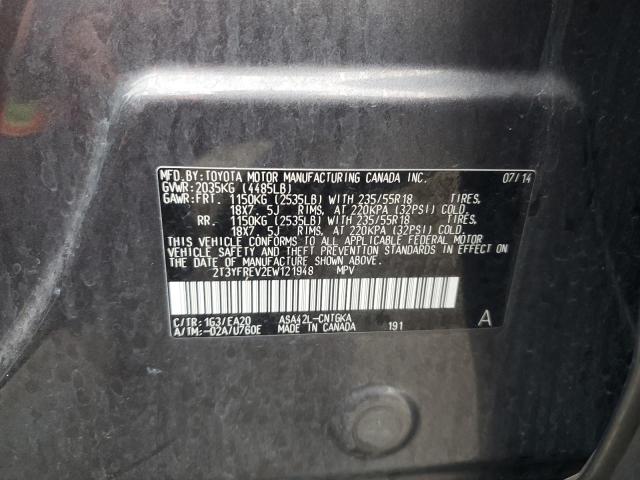 MFD.BY:TOYOTA MOTOR MANUFACTURING CANADA INC. 07/14
GVWR:2035KG (4485LB)
GAWR:FRT. 1150KG (2535LB) WITH 235/55R18 TIRES,
18X7.5J RIMS, AT 220KPA (32PSI) COLD
RR. 1150KG (2535LB) WITH 235/55R18 TIRES,
18X7.5J RIMS, AT 220KPA (32PSI) COLD
THIS VEHICLE CONFORMS TO ALL APPLICABLE FEDERAL MOTOR
VEHICLE SAFETY AND THEFT PREVENTION STANDARDS IN EFFECT
ON THE DATE OF MANUFACTURE SHOWN ABOVE.
2T3YFREV2EW121948 MPV
C/TR:1G3/EA20 ASA42L-CNTGKA
A/TM:-02A/U760E MADE IN CANADA 191 A